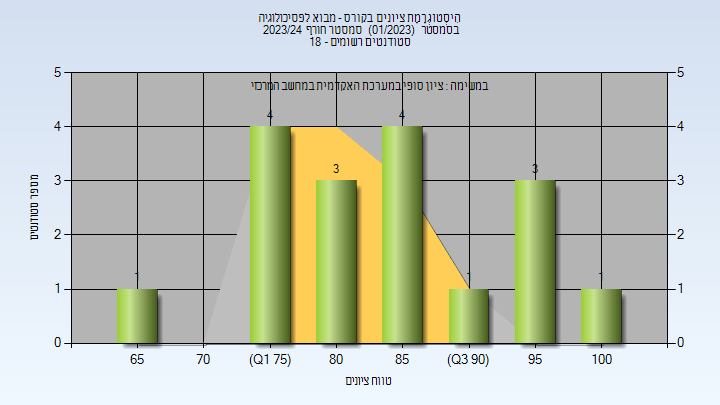 הִיסְטוֹגְרָמַת ציונים בקורס - מבוא לפסיכולוגיה
בסמסטר (01/2023) סמסטר חורף 2023/24
סטודנטים רשומים - 18
במשימה : ציון סופי במערכת האקדמית במחשב המרכזי
5 5
4 4
3 3
2 2
1 1
0 0
1 4 3 4 1 3 1
65 70 (Q1 75) 80 85 (Q3 90) 95 100
מספר סטודנטים
טווח ציונים